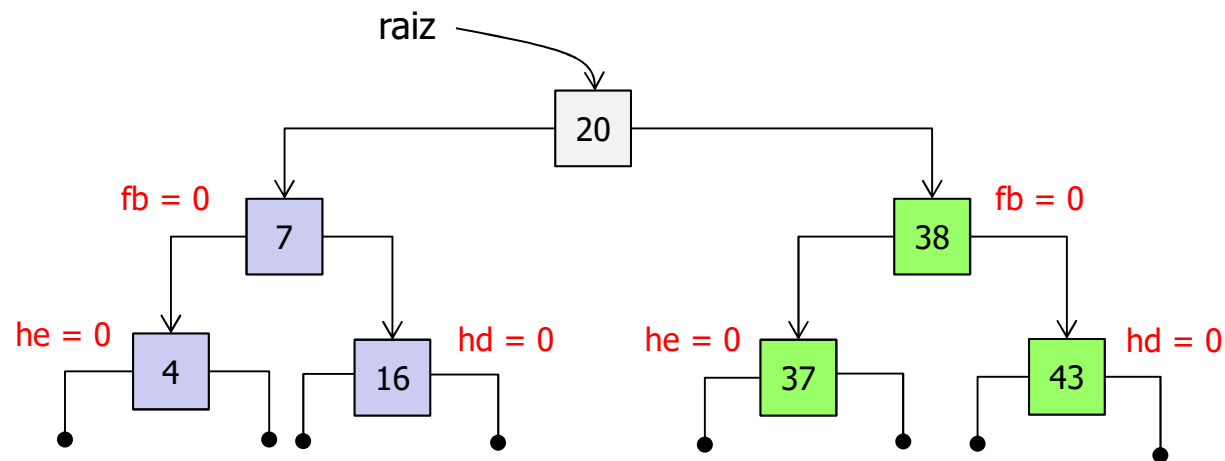 raiz
20
fb = 0
7
38
fb = 0
he = 0
4
16
hd = 0
he = 0
37
43
hd = 0